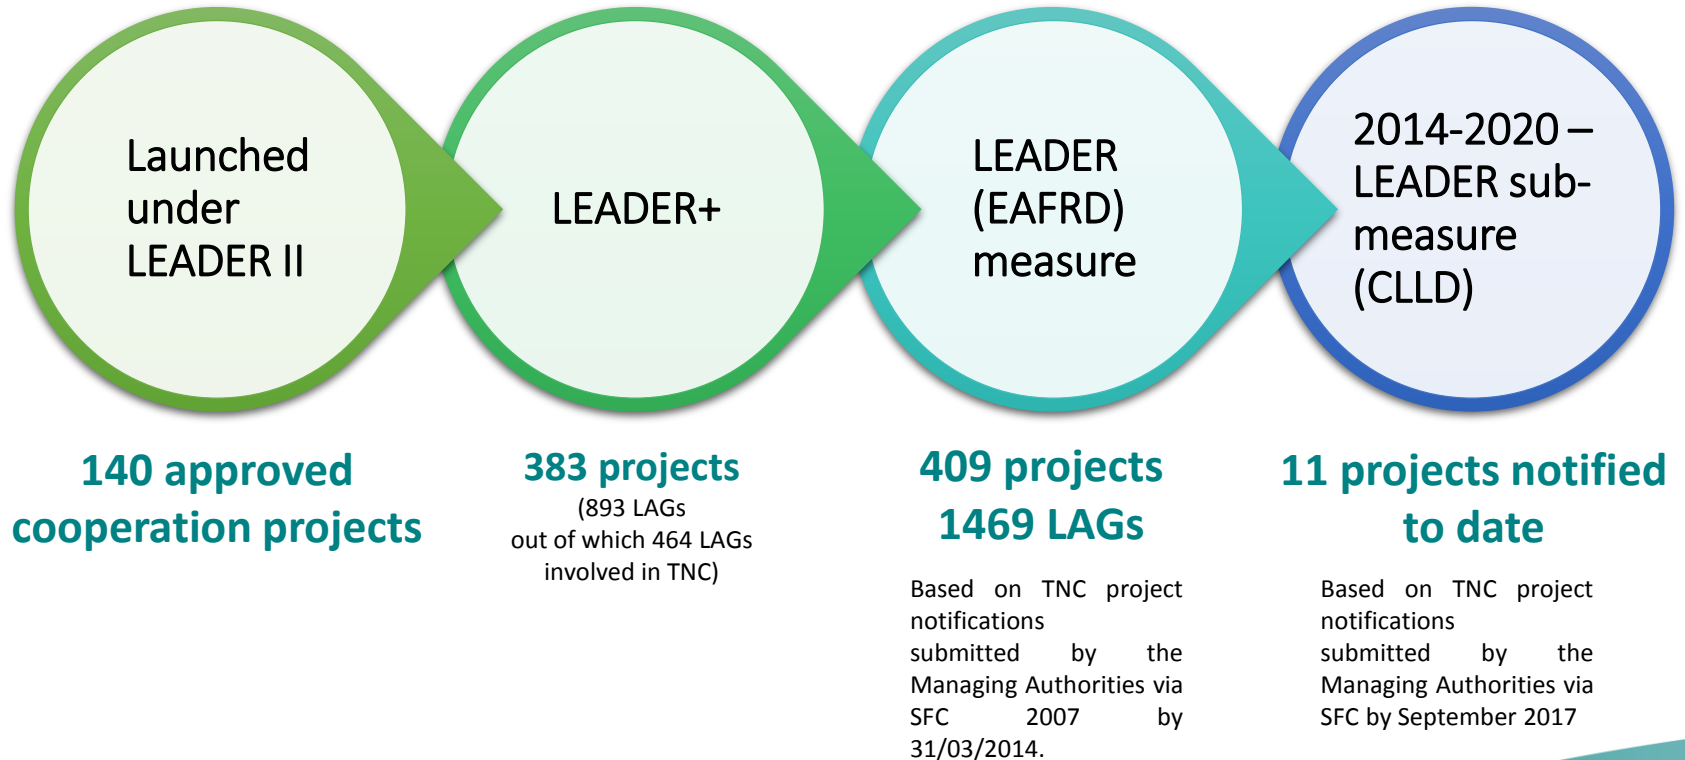 Launched
under
LEADER II
LEADER+
LEADER
(EAFRD)
measure
2014-2020 –
LEADER sub-
measure
(CLLD)
140 approved
cooperation projects
383 projects
(893 LAGs
out of which 464 LAGs
involved in TNC)
409 projects
1469 LAGs
Based on TNC project
notifications
submitted by the
Managing Authorities via
SFC 2007 by
31/03/2014.
11 projects notified
to date
Based on TNC project
notifications
submitted by the
Managing Authorities via
SFC by September 2017